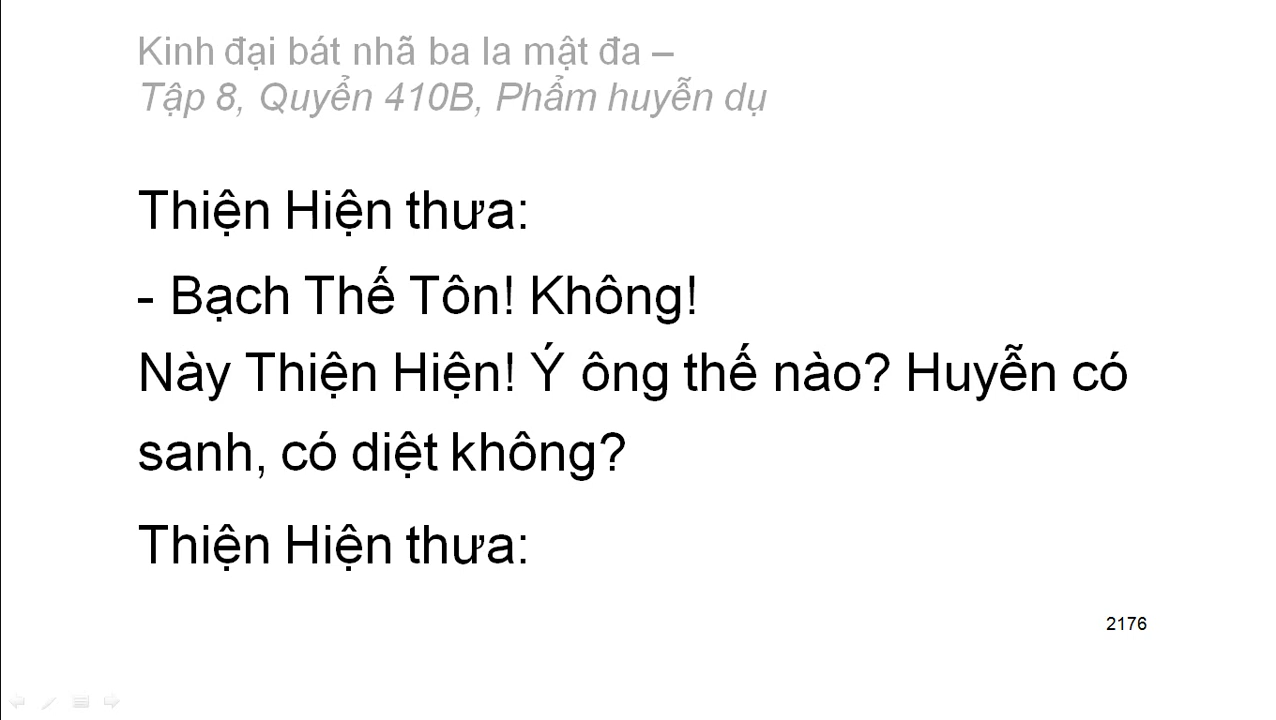 Kinh đại bát nhã ba la mật đa –
Tập 8, Quyển 410B, Phẩm huyễn dụ
Thiện Hiện thưa:
- Bạch Thế Tôn! Không!
Này Thiện Hiện! Ý ông thế nào? Huyễn có
sanh, có diệt không?
Thiện Hiện thưa:
2176